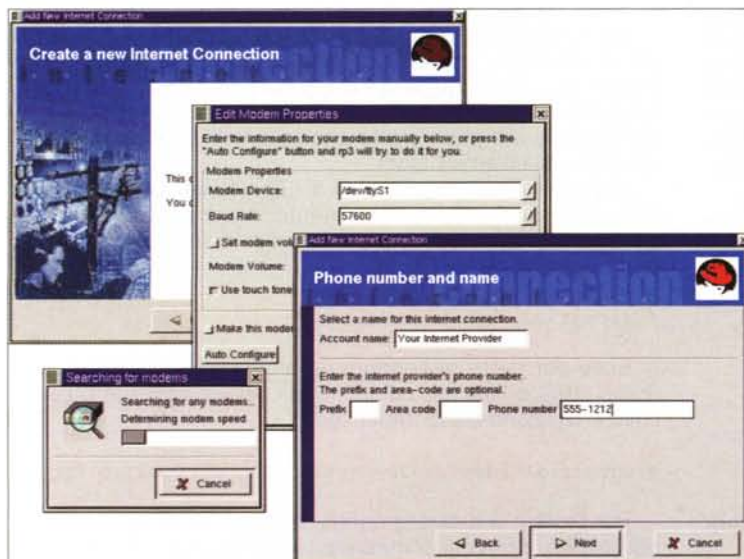 Add New Internet Connection
Create a new Internet Connection
This
You
Edit Modem Properties
Enter the information for your modem manually below, or press the
"Auto Configure" button and rp3 will try to do it for you.
Modem Properties
Modem Device:
/dev/ttyS1
Baud Rate:
57600
Set modem
Modem Volume:
Use touch tone
Make this
Auto Configure
Searching for modems
Searching for any modems...
Determining modem speed
Cancel
Add New Internet Connection
Phone number and name
Select a name for this internet connection.
Account name:
Your Internet Provider
Enter the internet provider's phone number.
The prefix and area-code are optional.
Prefix
Area code
Phone number
555-1212
Back
Next
Cancel